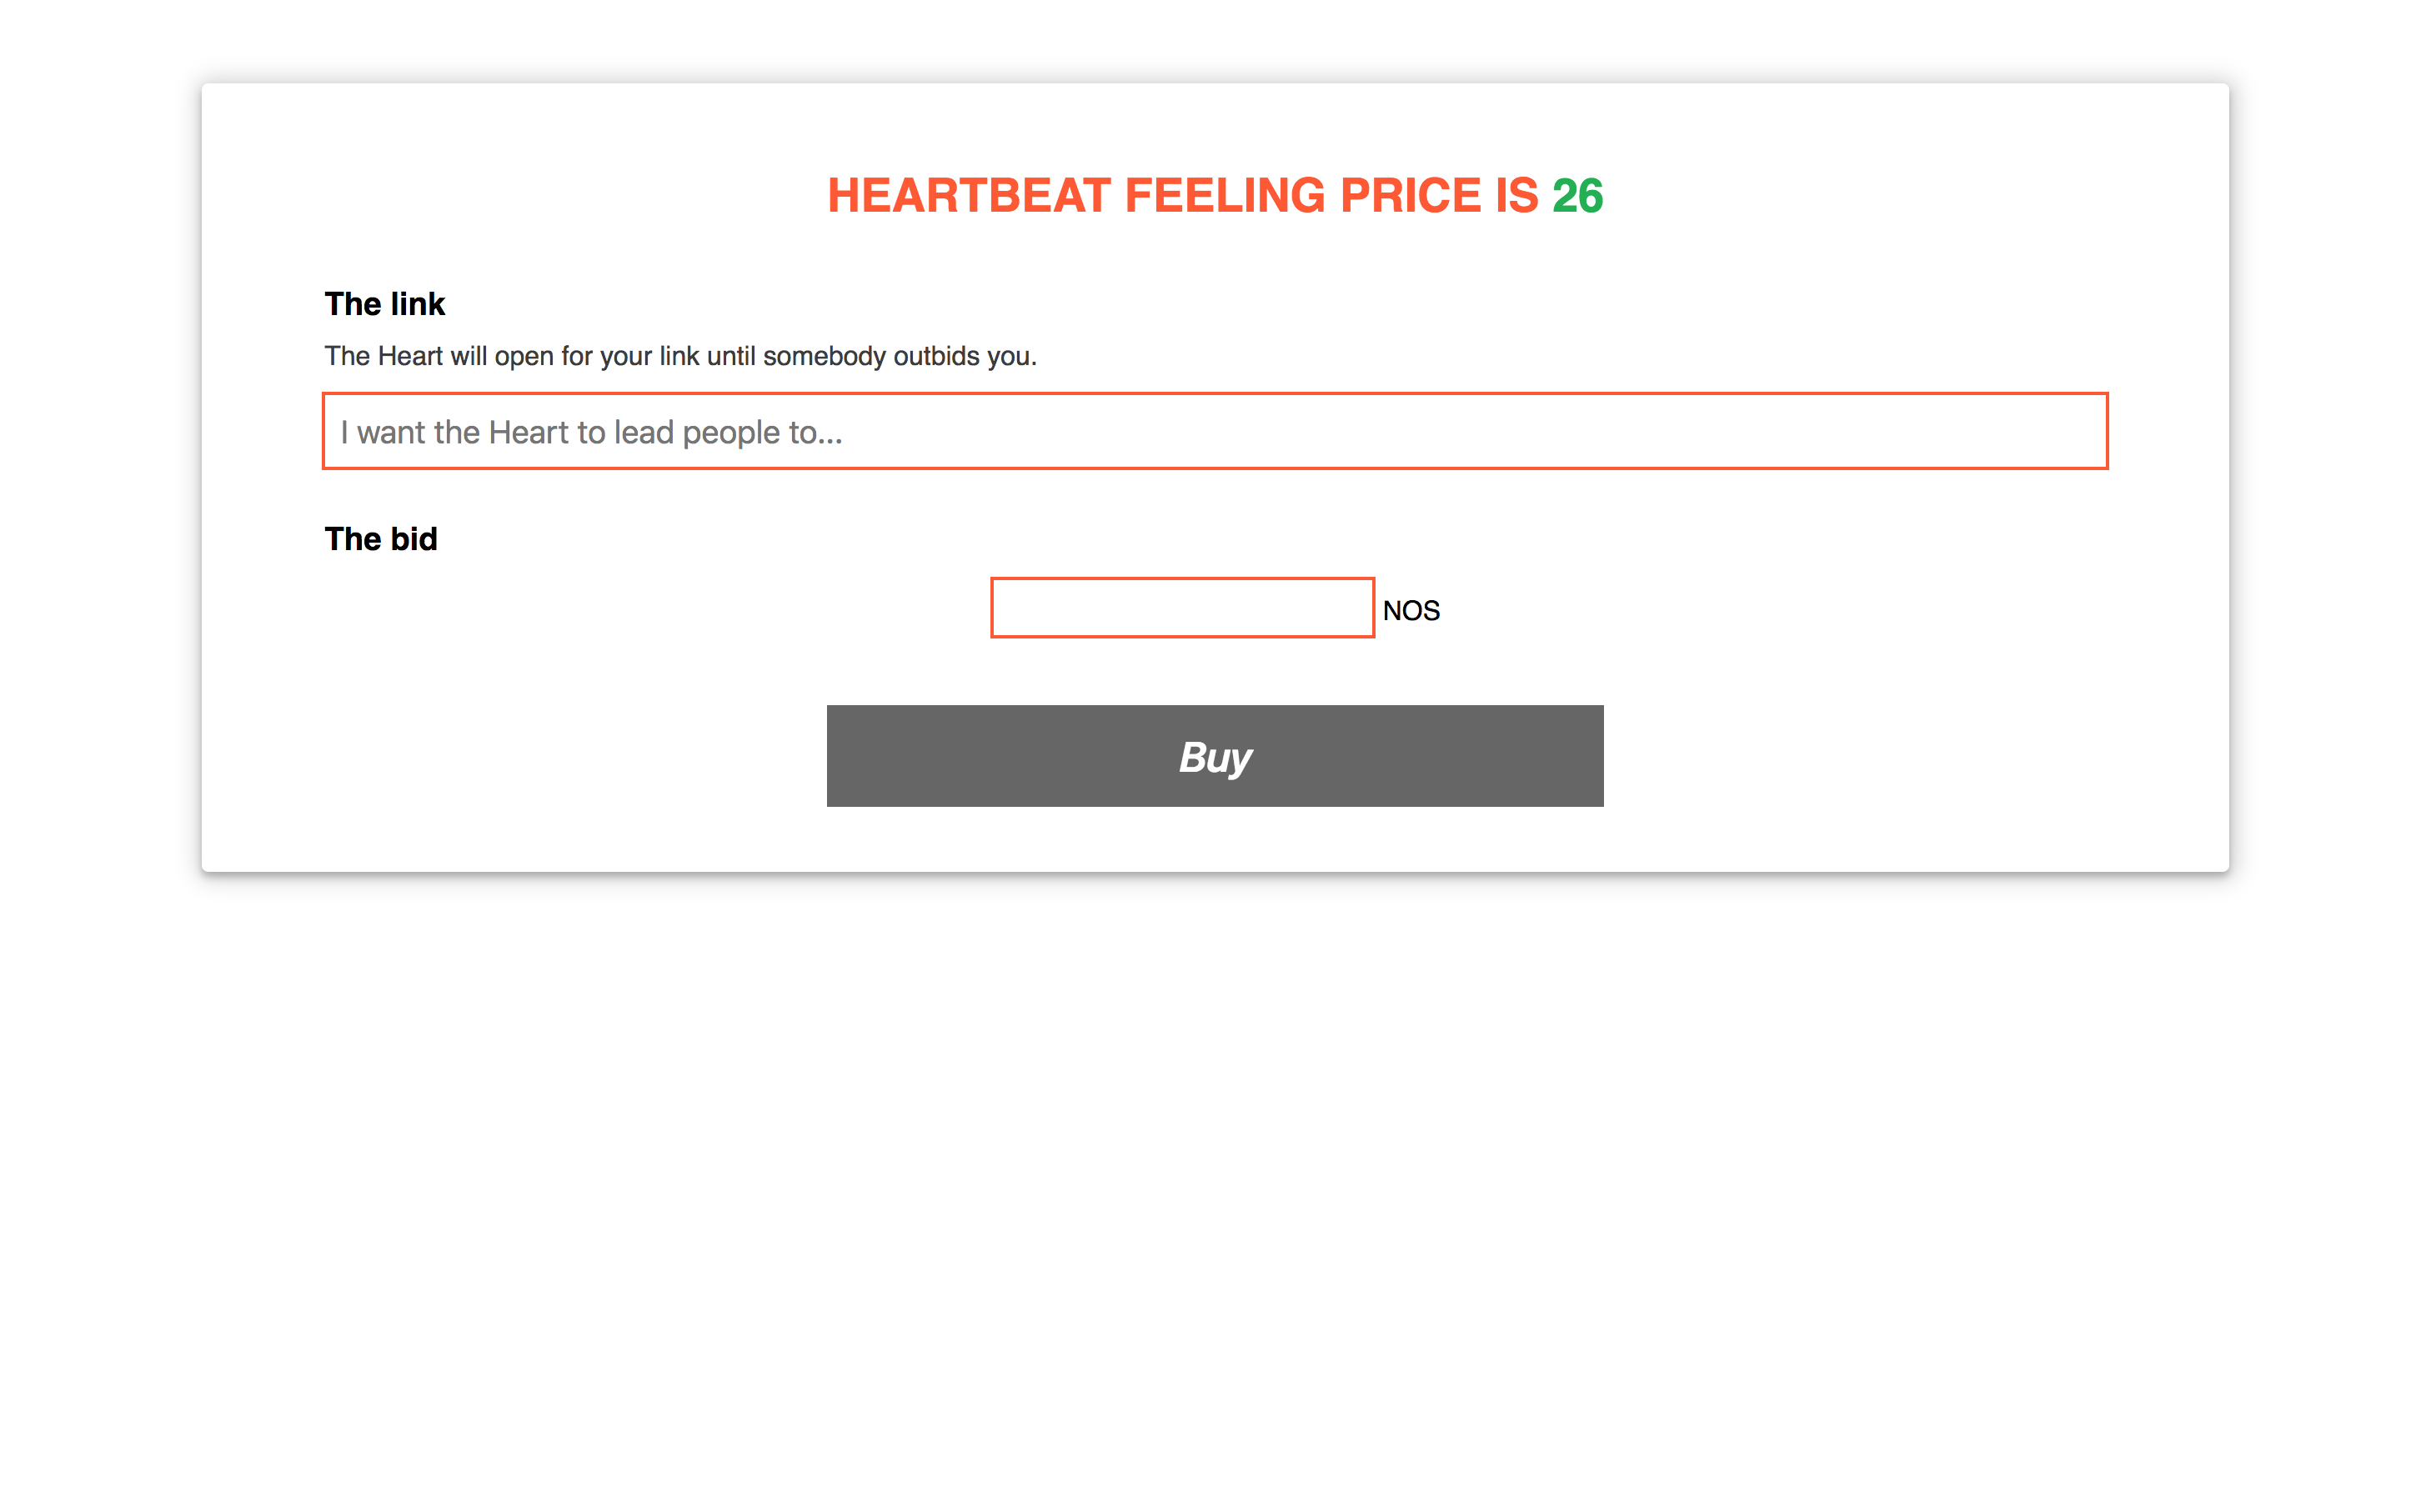 HEARTBEAT FEELING PRICE IS 26
The link
The Heart will open for your link until somebody outbids you.
I want the Heart to lead people to...
The bid
NOS
Buy